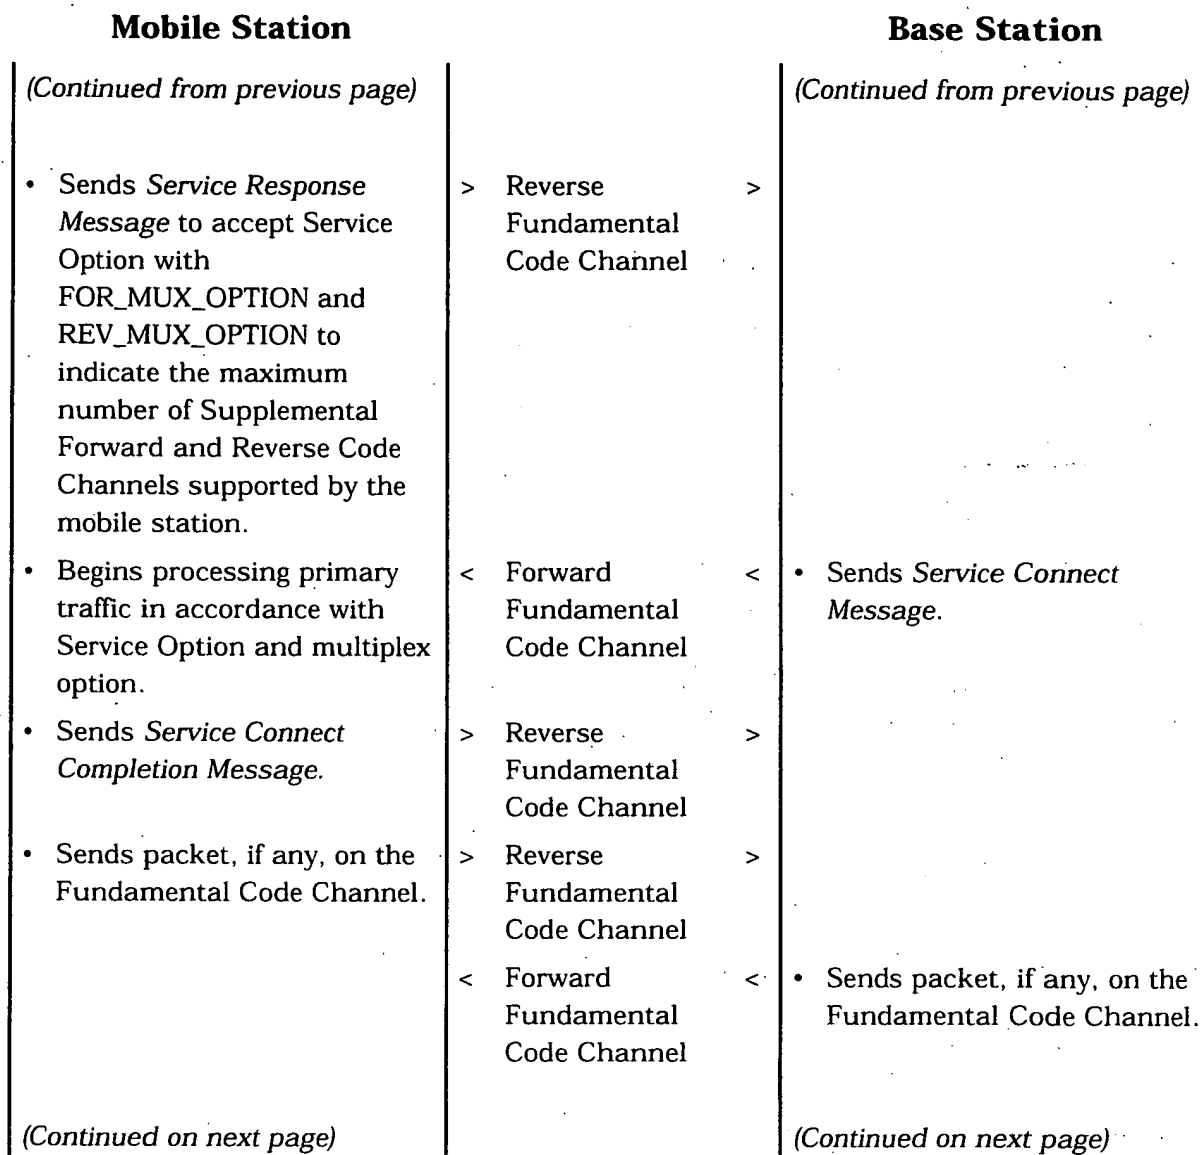 Mobile Station Base Station
(Continued from previous page) (Continued from previous page)
• Sends Service Response > Reverse >
Message to accept Service Fundamental
Option with Code Channel
FOR_MUX_OPTION and
REV_MUX_OPTION to
indicate the maximum
number of Supplemental
Forward and Reverse Code
Channels supported by the
mobile station.
• Begins processing primary < Forward < • Sends Service Connect
traffic in accordance with Fundamental Message.
Service Option and multiplex Code Channel
option.
• Sends Service Connect > Reverse >
Completion Message. Fundamental
Code Channel
• Sends packet, if any, on the > Reverse >
Fundamental Code Channel. Fundamental
Code Channel
< Forward < • Sends packet, if any, on the
Fundamental Fundamental Code Channel.
Code Channel
(Continued on next page) (Continued on next page)